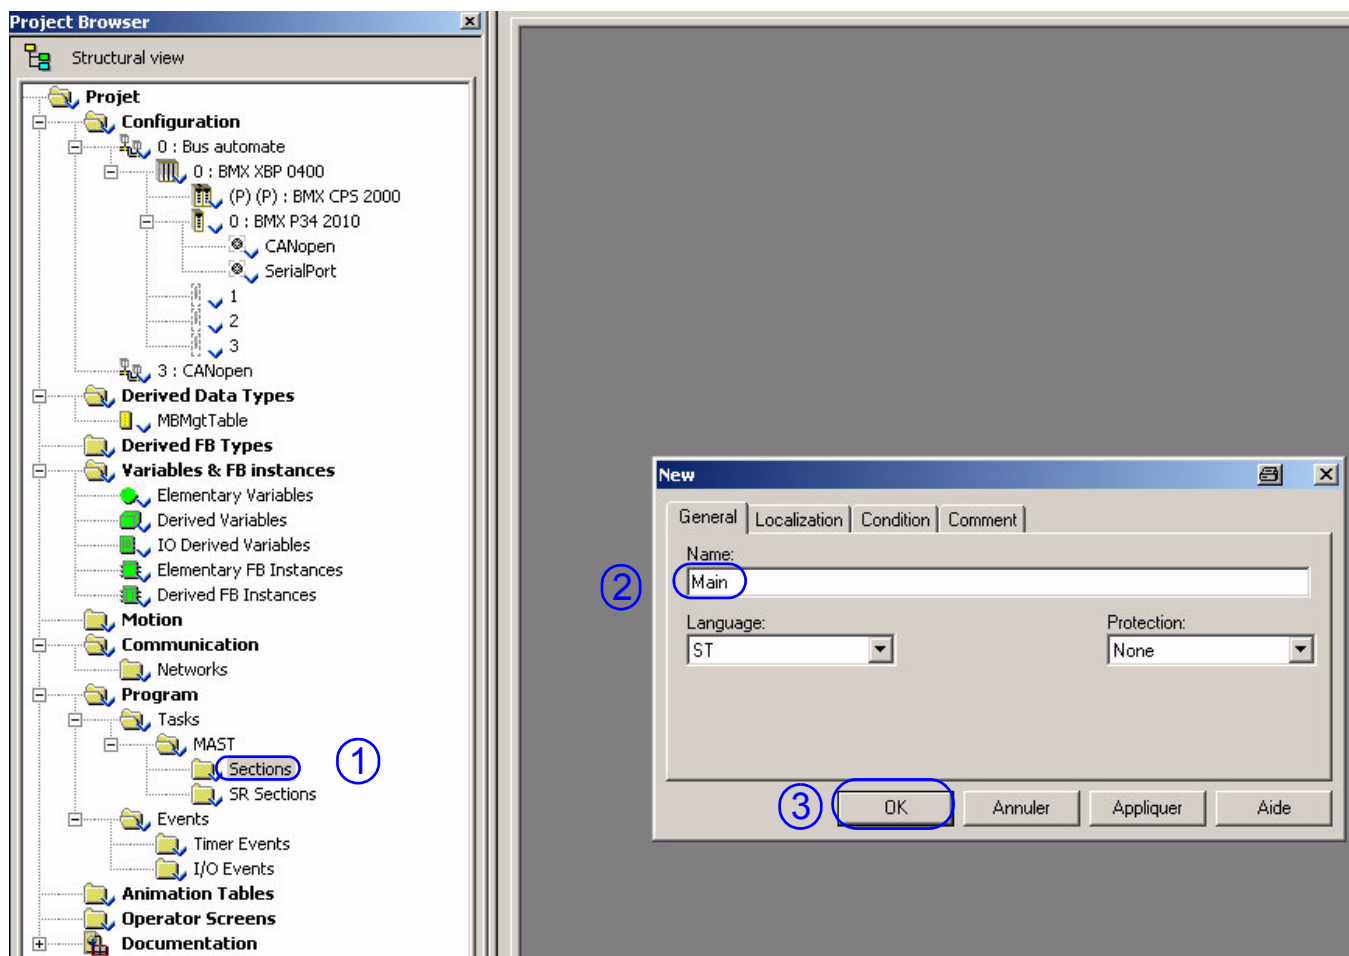 Project Browser
Structural view
Projet
Configuration
0 : Bus automate
0 : BMX XBP 0400
(P) (P) : BMX CPS 2000
0 : BMX P34 2010
CANopen
SerialPort
1
2
3
3 : CANopen
Derived Data Types
MBMgtTable
Derived FB Types
Variables & FB instances
Elementary Variables
Derived Variables
IO Derived Variables
Elementary FB Instances
Derived FB Instances
Motion
Communication
Networks
Program
Tasks
MAST
Sections
1
SR Sections
Events
Timer Events
I/O Events
Animation Tables
Operator Screens
Documentation
New
General Localization Condition Comment
Name:
2 Main
Language: Protection:
ST None
3 OK Annuler Appliquer Aide